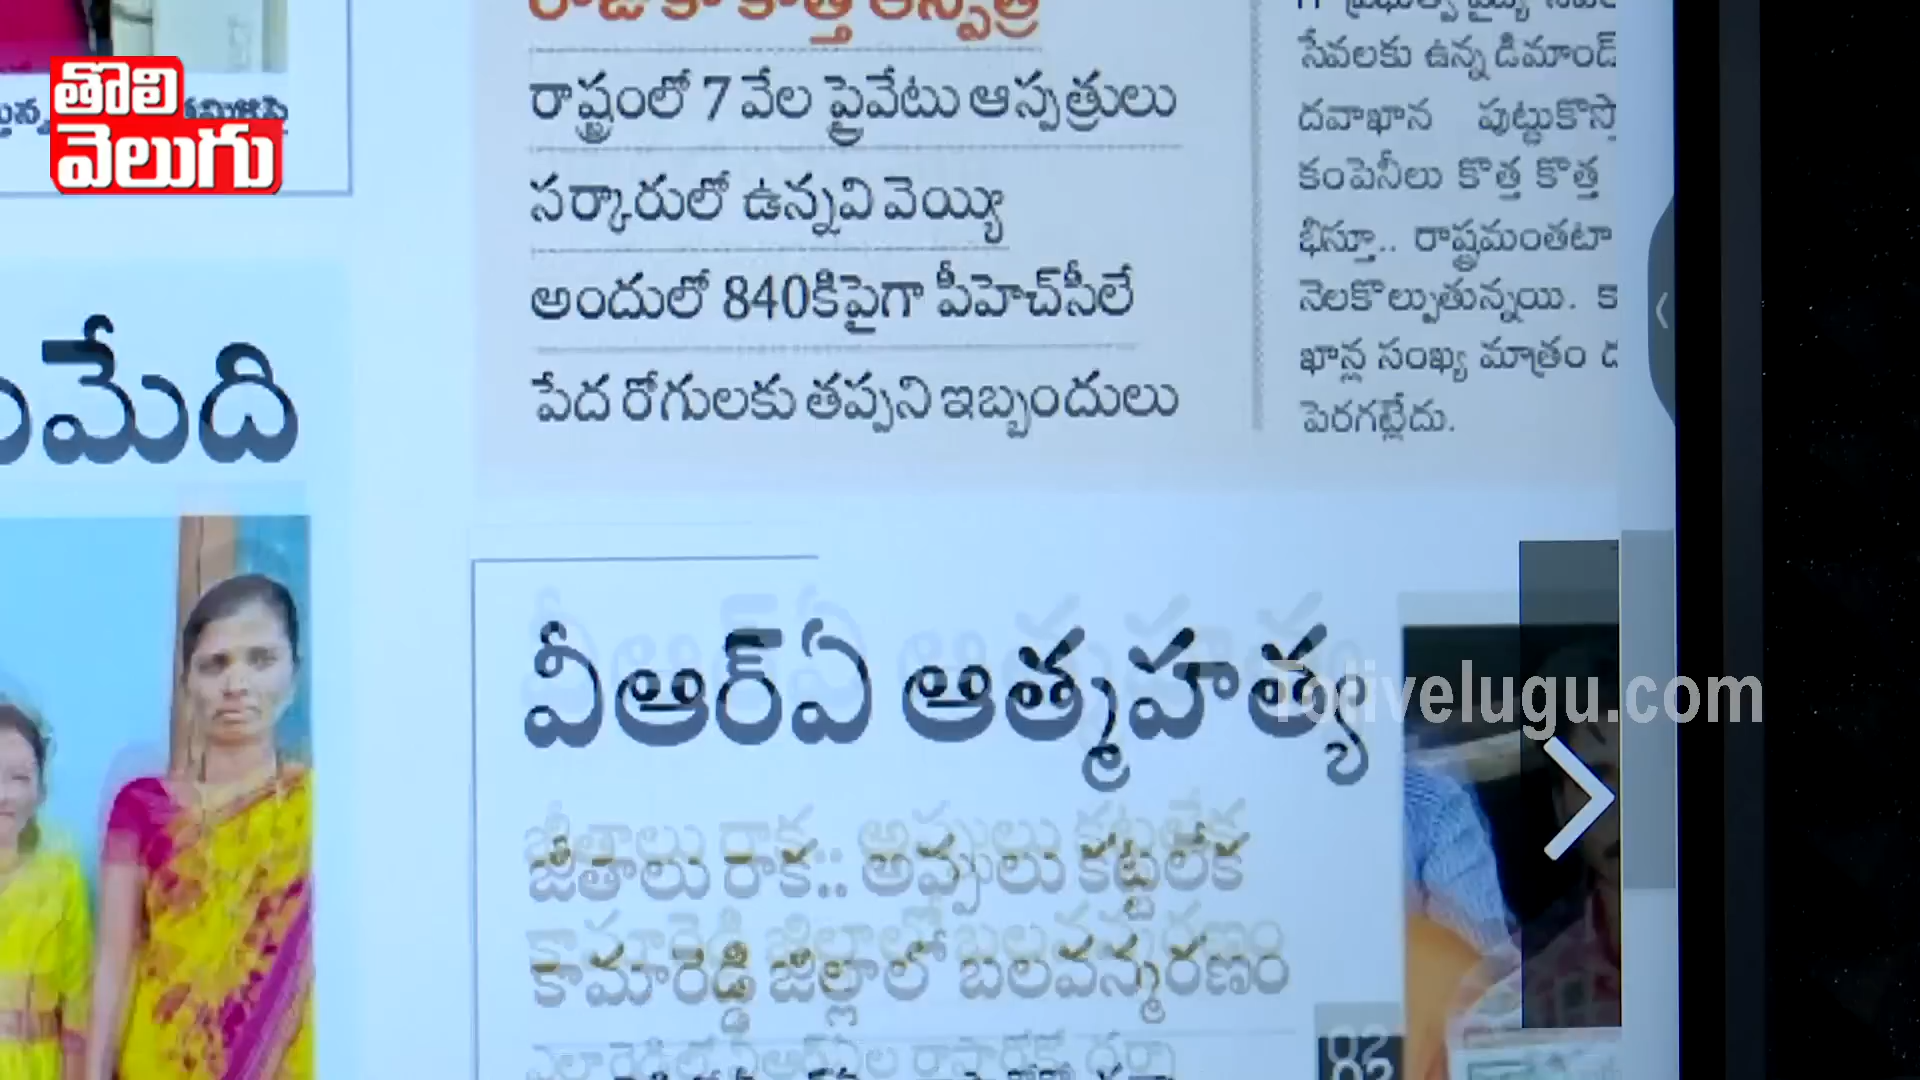 తొలి
వెలుగు
రాష్ట్రంలో 7 వేల ప్రైవేటు ఆస్పత్రులు
సర్కారులో ఉన్నవి వెయ్యి
అందులో 840కిపైగా పీహెచ్‌సీలే
పేద రోగులకు తప్పని ఇబ్బందులు
సేవలకు ఉన్న డిమాండ్
దవాఖాన పుట్టుకొస్తో
కంపెనీలు కొత్త కొత్త
భిస్తూ.. రాష్ట్రమంతటా
నెలకొల్పుతున్నయి. క
ఖాన్ల సంఖ్య మాత్రం ద
పెరగట్లేదు.
మేది
వీఆర్ఏ ఆత్మహత్య
జీతాలు రాక.. అప్పులు కట్టలేక
కామారెడ్డి జిల్లాలో బలవన్మరణం
Tolivelugu.com